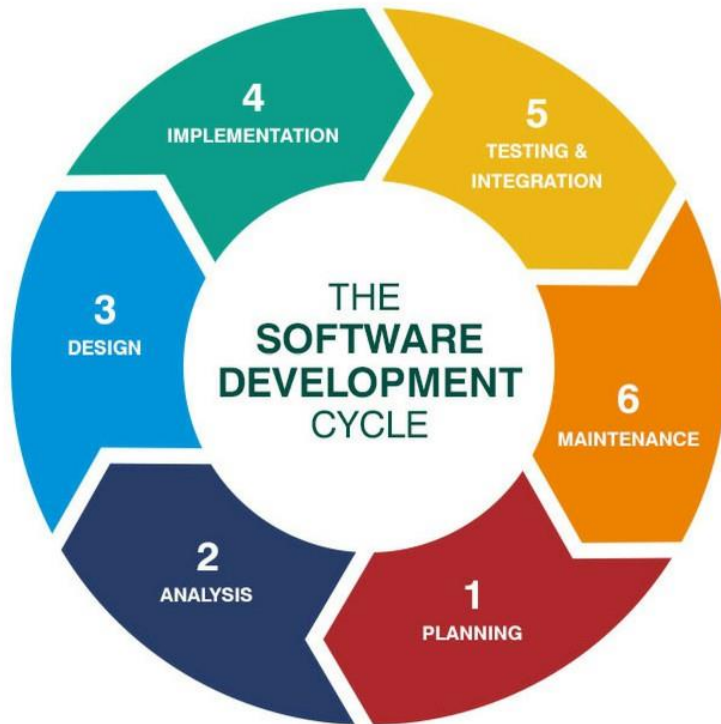 THE
SOFTWARE
DEVELOPMENT
CYCLE
1
PLANNING
2
ANALYSIS
3
DESIGN
4
IMPLEMENTATION
5
TESTING &
INTEGRATION
6
MAINTENANCE